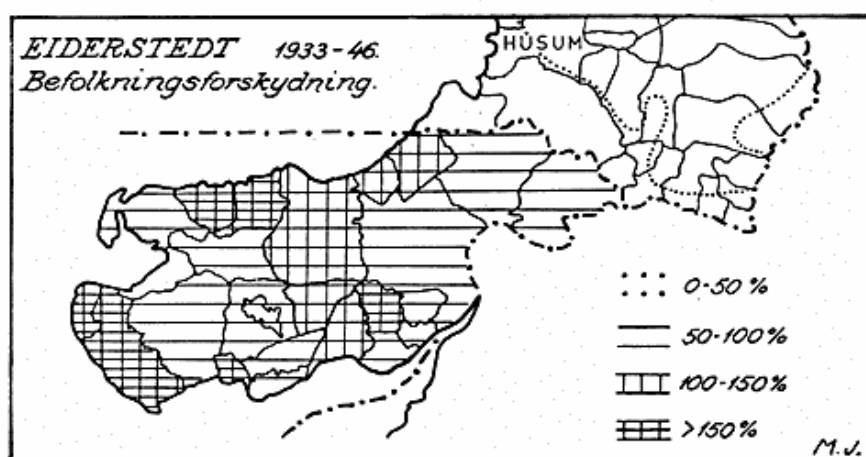 EIDERSTEDT 1933-46.
Befolkningsforskydning.
HUSUM
0-50%
50-100%
100-150%
>150%
M.J.